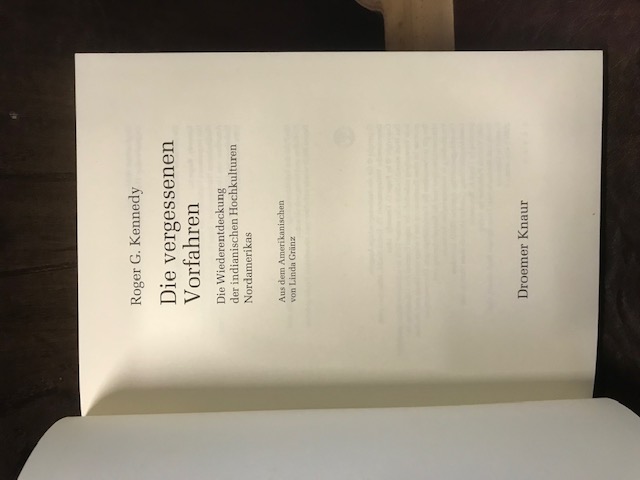 Roger G. Kennedy
Die vergessenen
Vorfahren
Die Wiederentdeckung
der indianischen Hochkulturen
Nordamerikas
Aus dem Amerikanischen
von Linda Gränz
Droemer Knaur